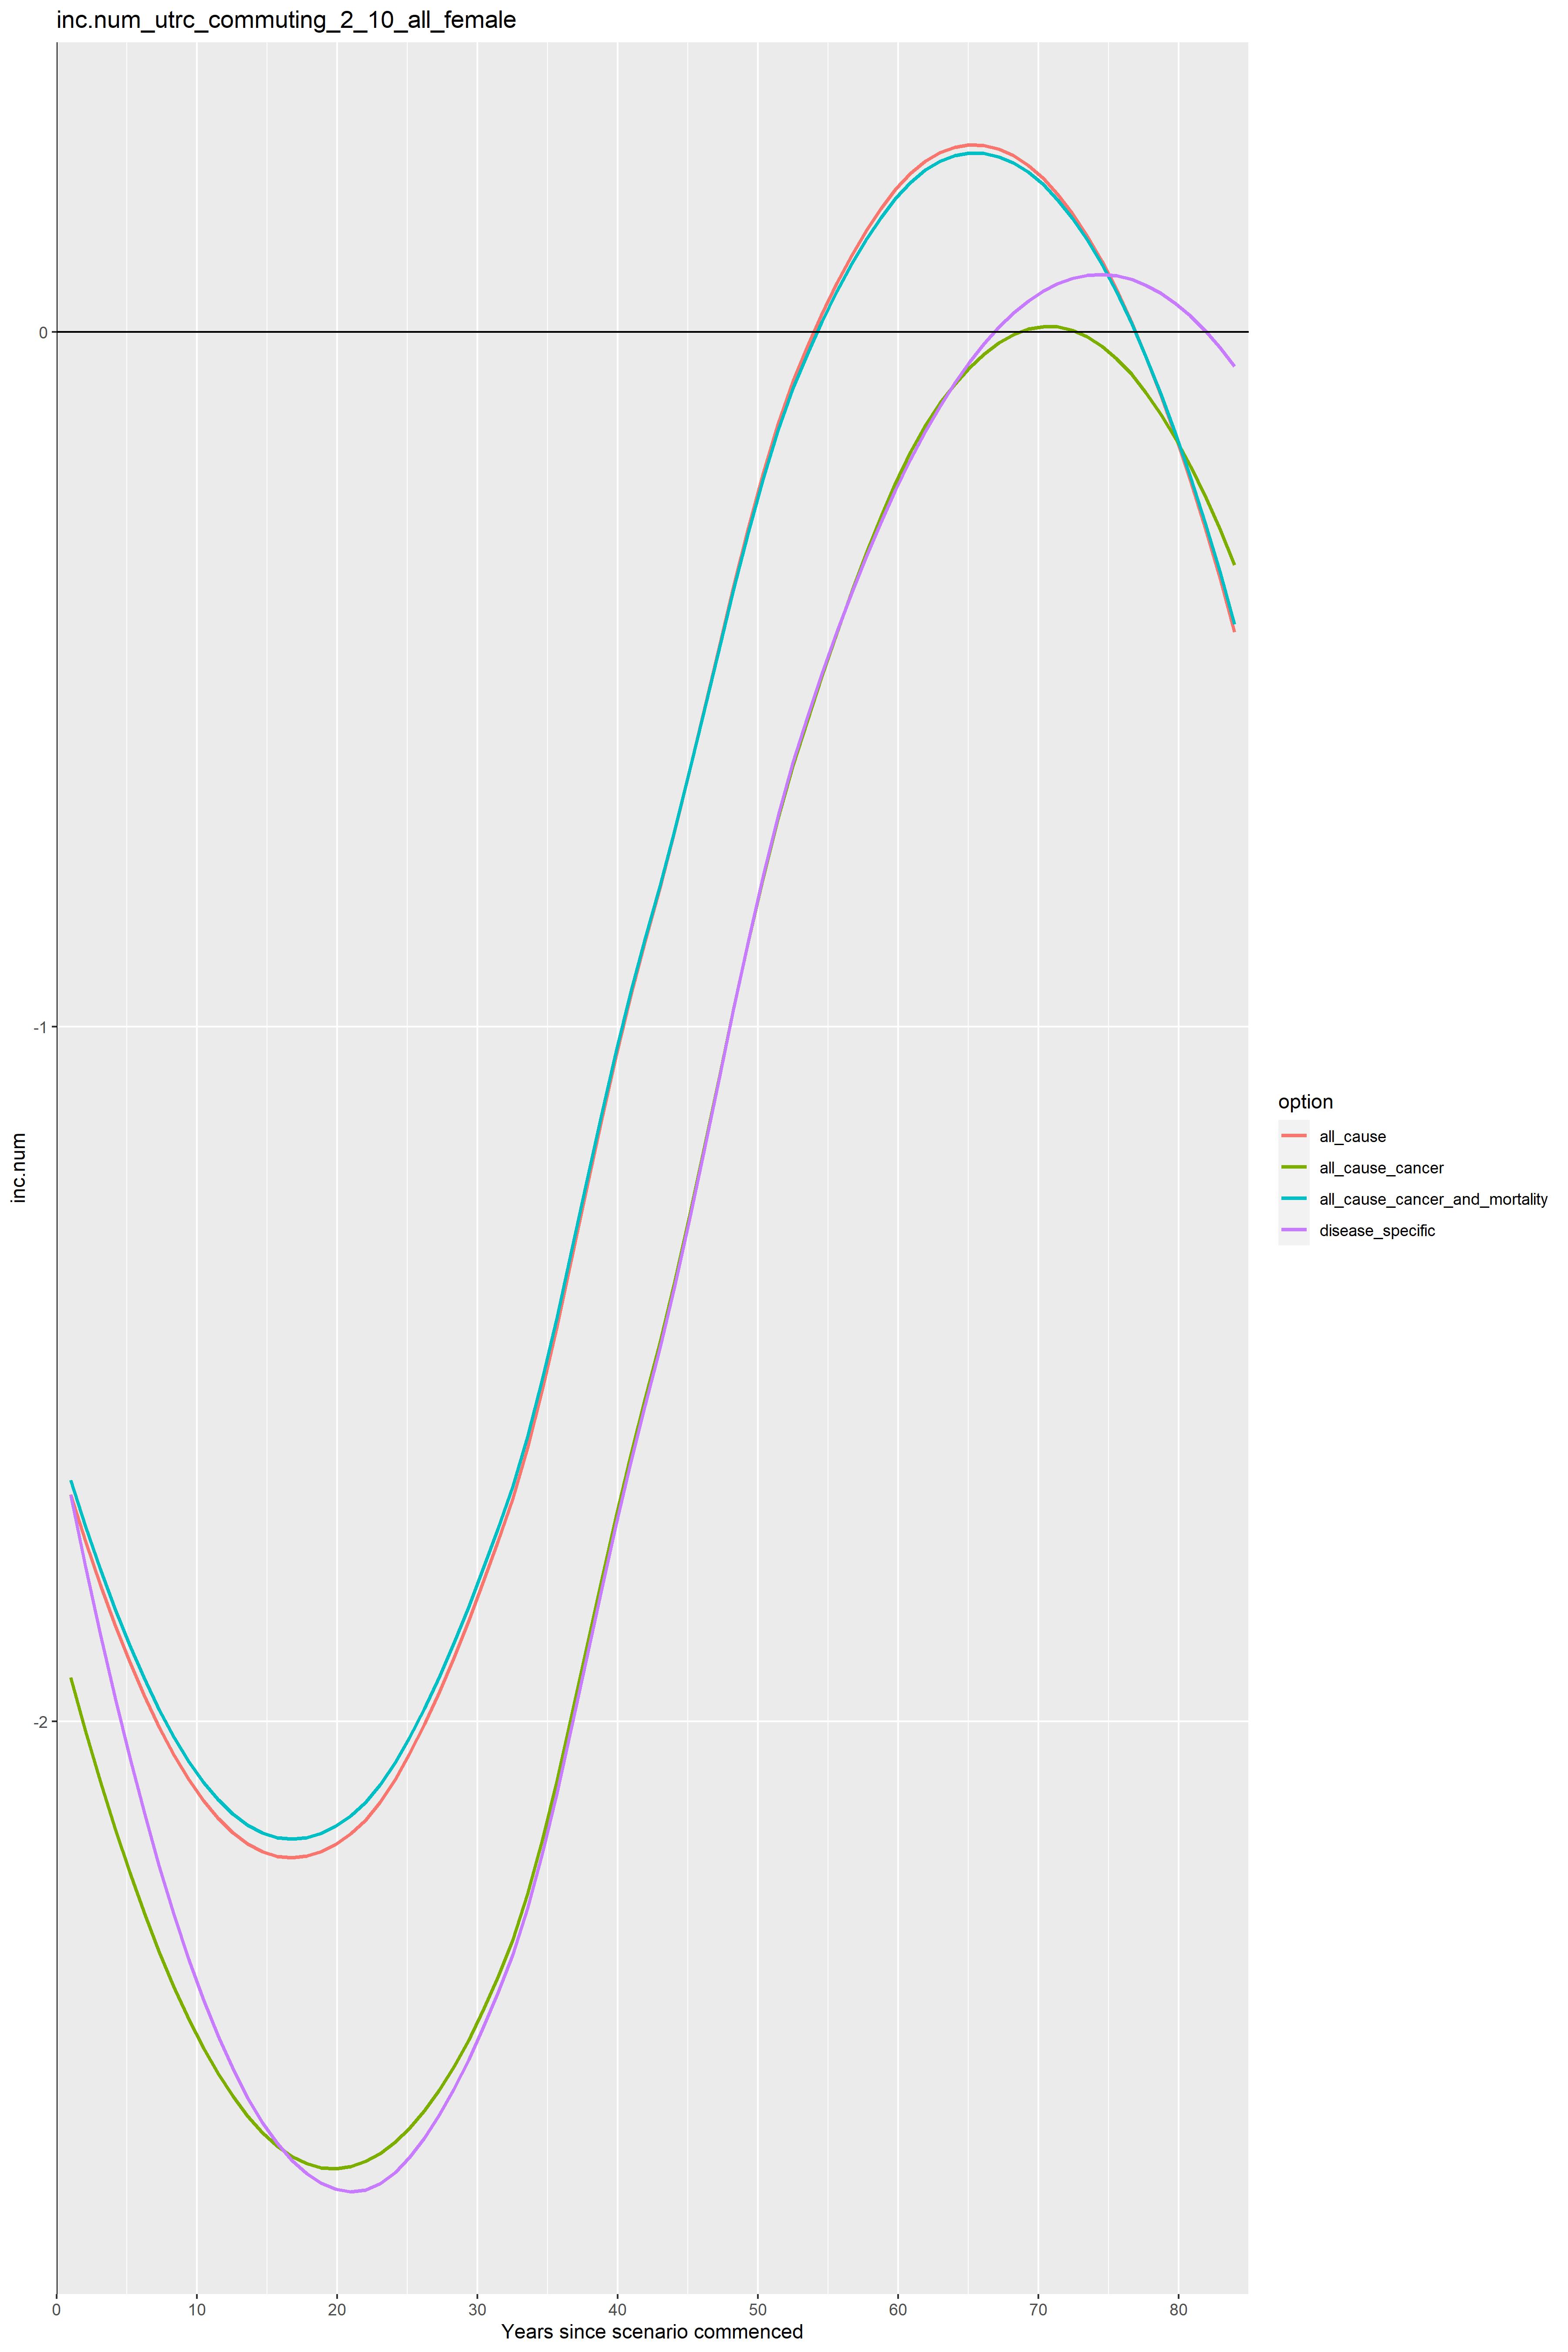 inc.num_utrc_commuting_2_10_all_female
0
-1
-2
inc.num
0 10 20 30 40 50 60 70 80
Years since scenario commenced
option
all_cause
all_cause_cancer
all_cause_cancer_and_mortality
disease_specific